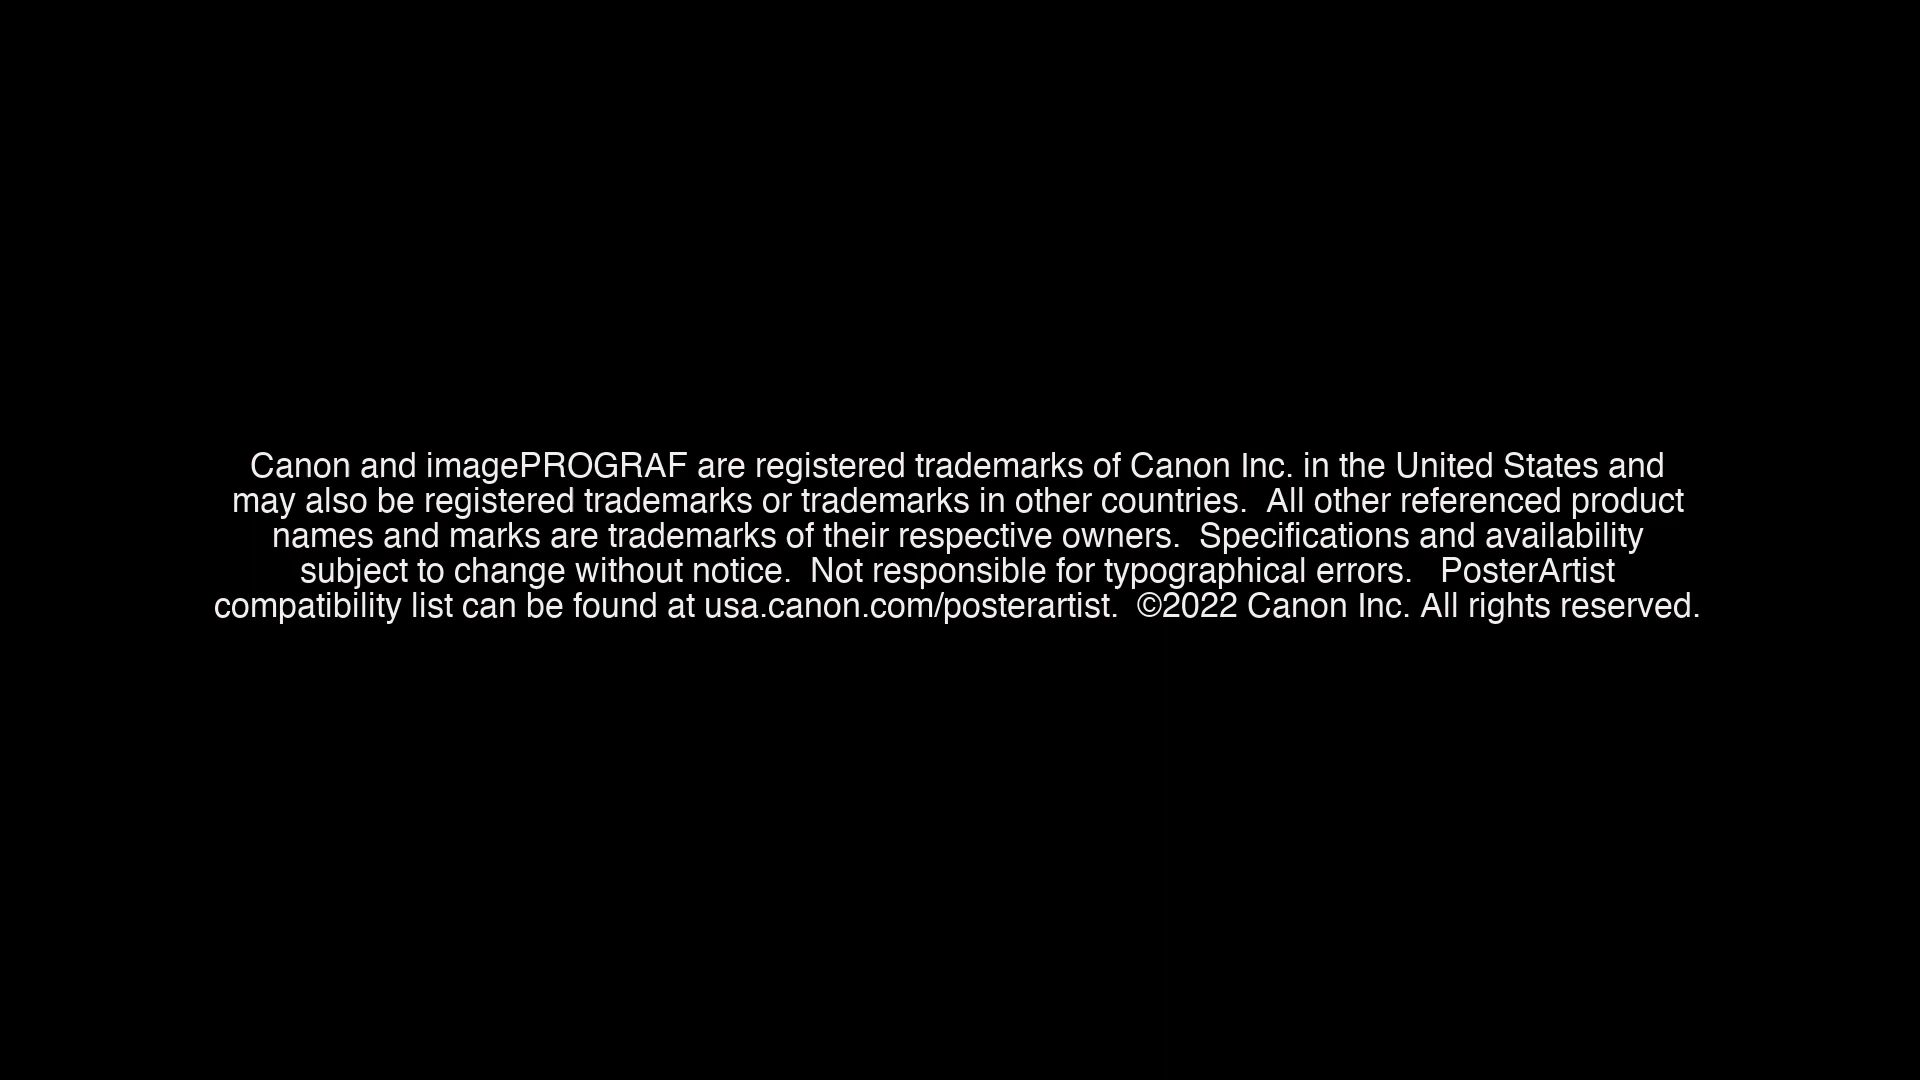 Canon and imagePROGRAF are registered trademarks of Canon Inc. in the United States and
may also be registered trademarks or trademarks in other countries.  All other referenced product
names and marks are trademarks of their respective owners.  Specifications and availability
subject to change without notice.  Not responsible for typographical errors.   PosterArtist
compatibility list can be found at usa.canon.com/posterartist.  ©2022 Canon Inc. All rights reserved.